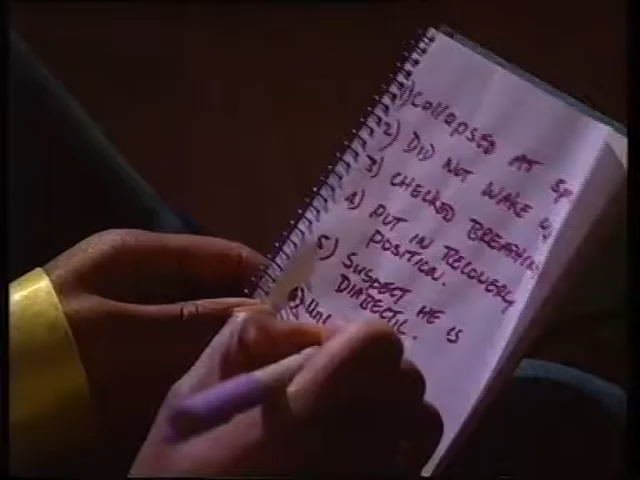 1) Collapsed AT
2) DID NOT WAKE
3) CHECKED BREATHING
4) PUT IN RECOVERY
POSITION.
5) SUSPECT HE IS
DIABECTIC.